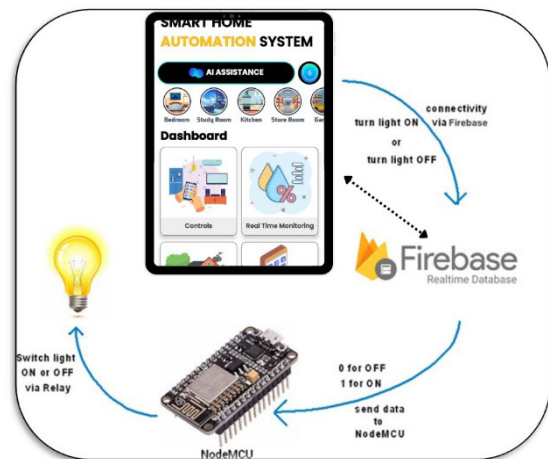 SMART HOME
AUTOMATION SYSTEM
AI ASSISTANCE
Bedroom
Study Room
Kitchen
Store Room
Dashboard
Controls
Real Time Monitoring
connectivity
via Firebase
turn light ON
or
turn light OFF
Firebase
Realtime Database
0 for OFF
1 for ON
send data
to
NodeMCU
NodeMCU
Switch light
ON or OFF
via Relay